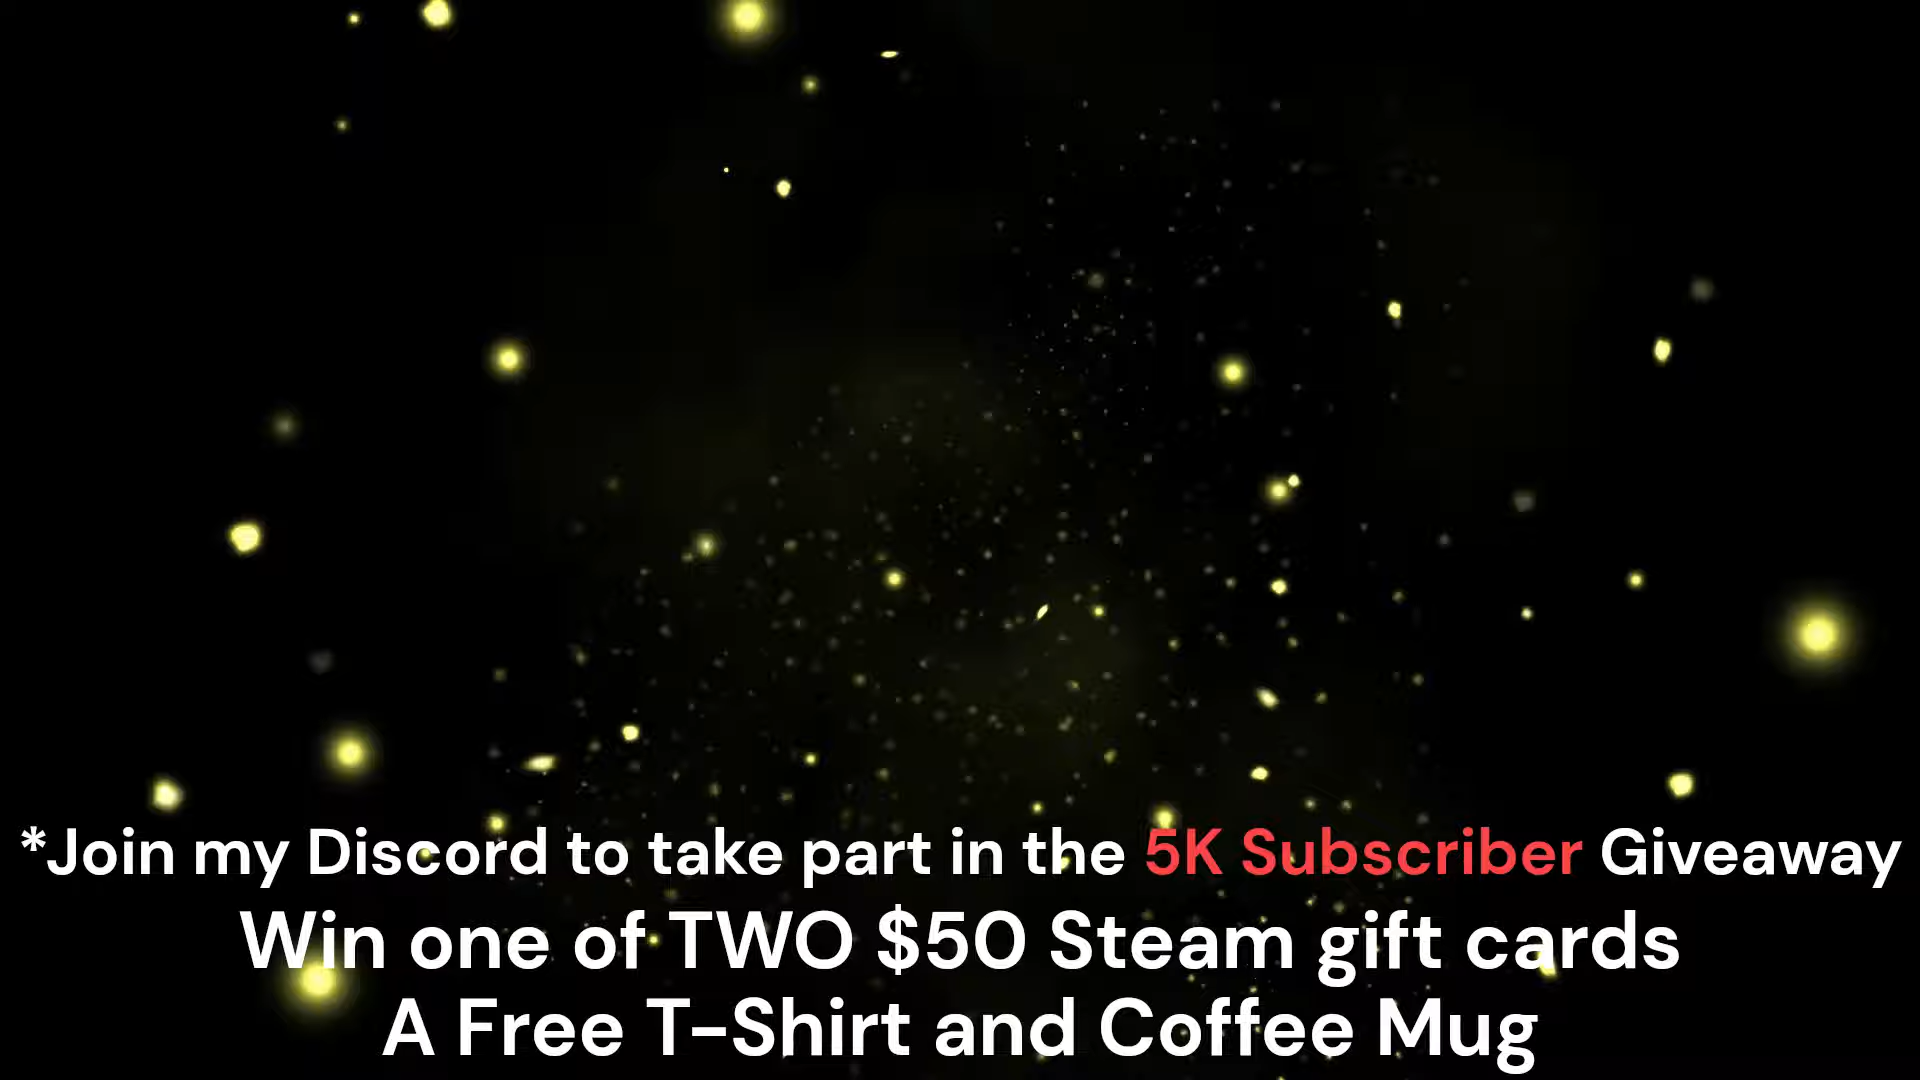 *Join my Discord to take part in the 5K Subscriber Giveaway
Win one of TWO $50 Steam gift cards
A Free T-Shirt and Coffee Mug